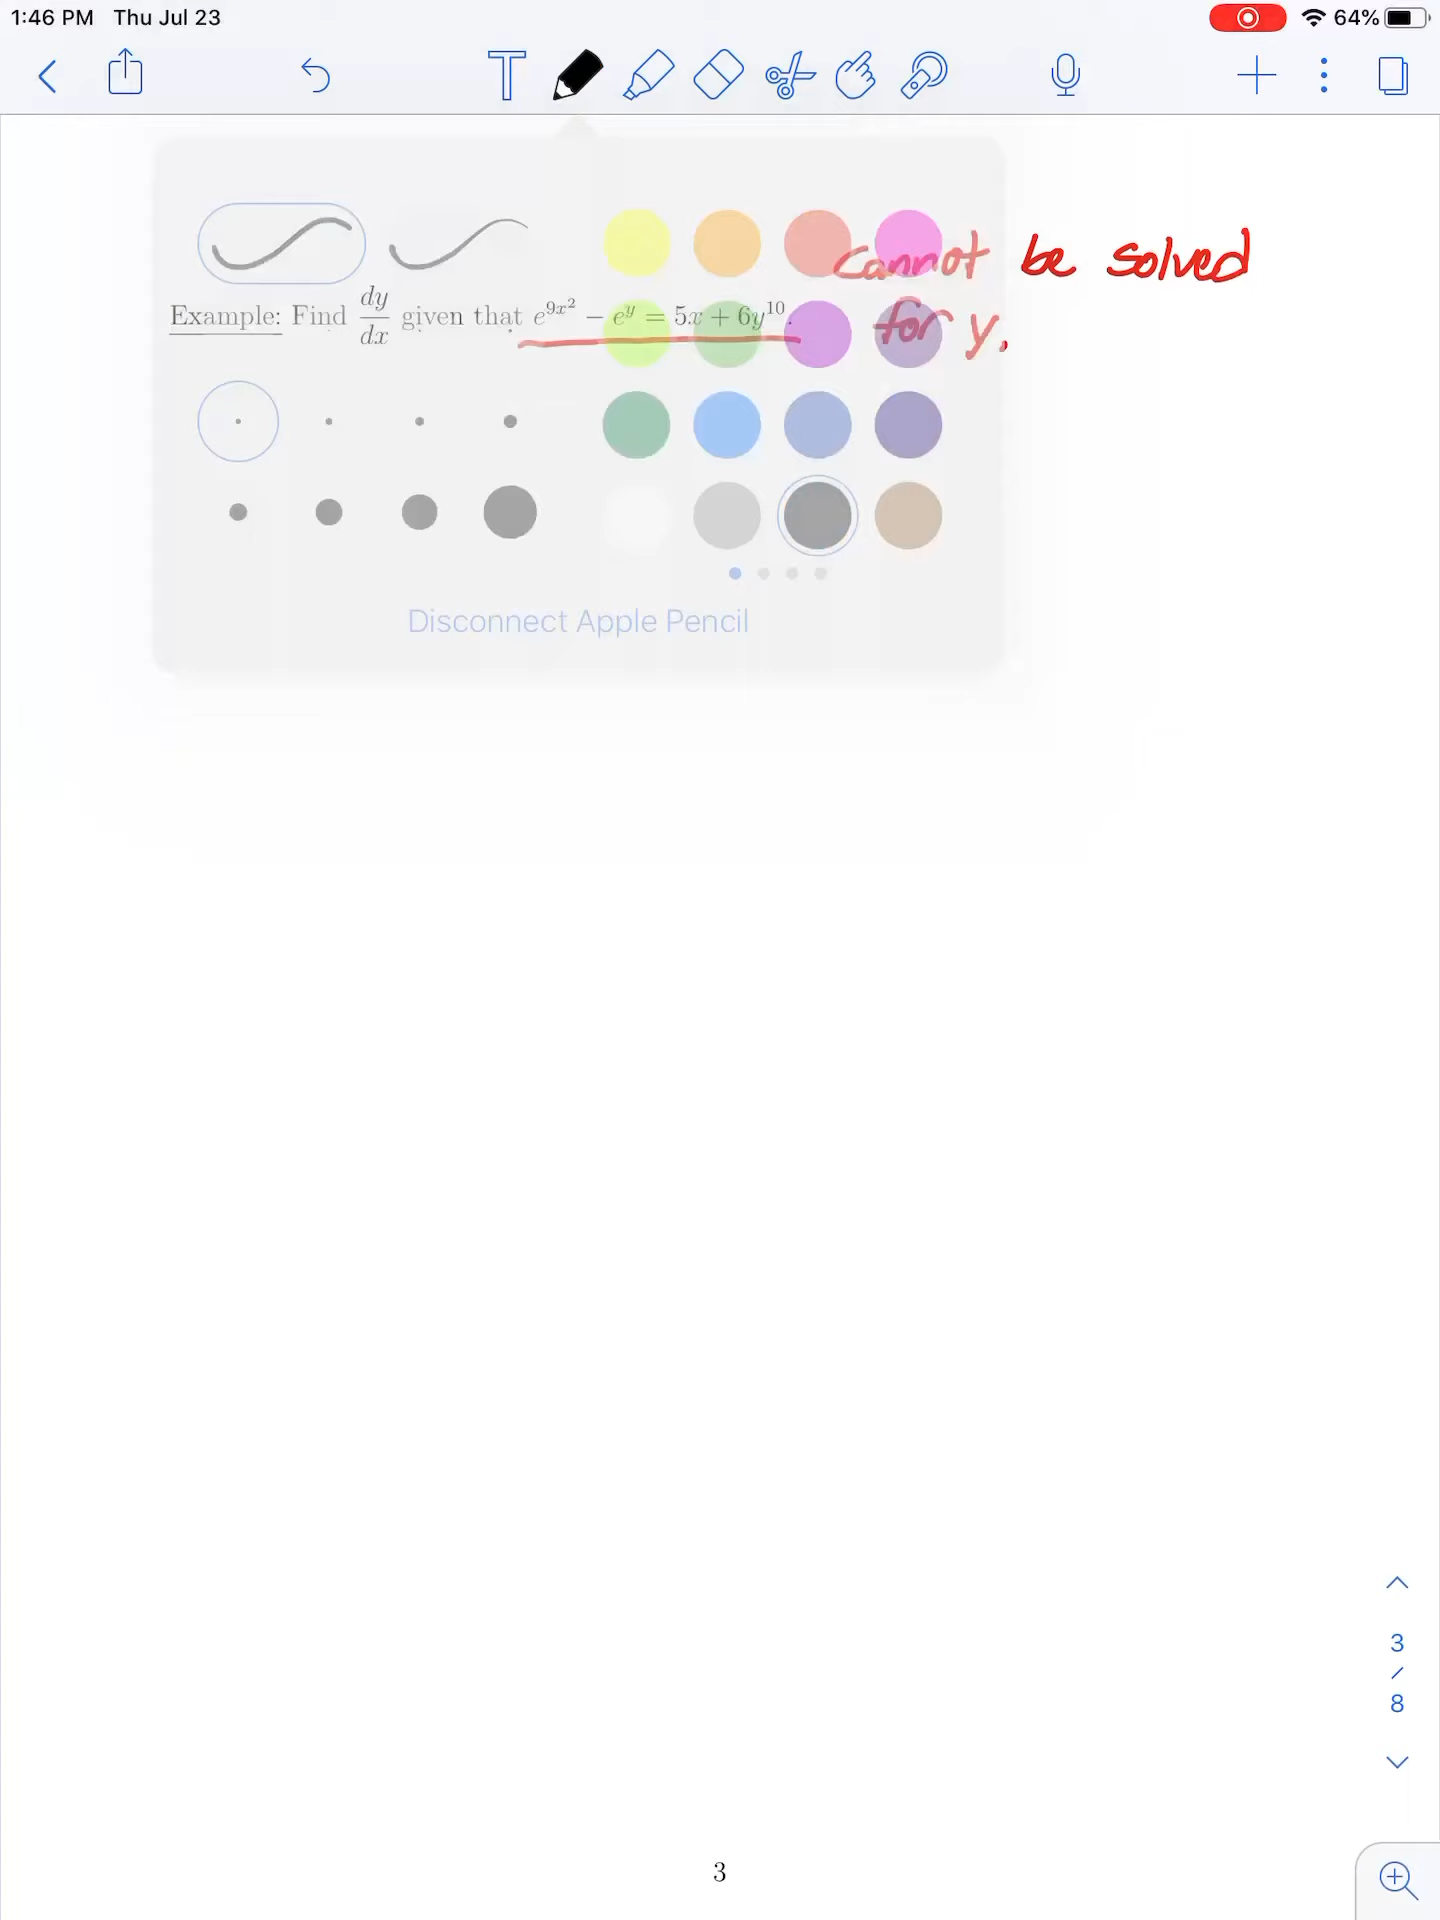 1:46 PM Thu Jul 23 64%
cannot be solved
for y.
Example: Find dy/dx given that e^{9x^2} − e^y = 5x + 6y^{10}.
Disconnect Apple Pencil
3
/
8
3